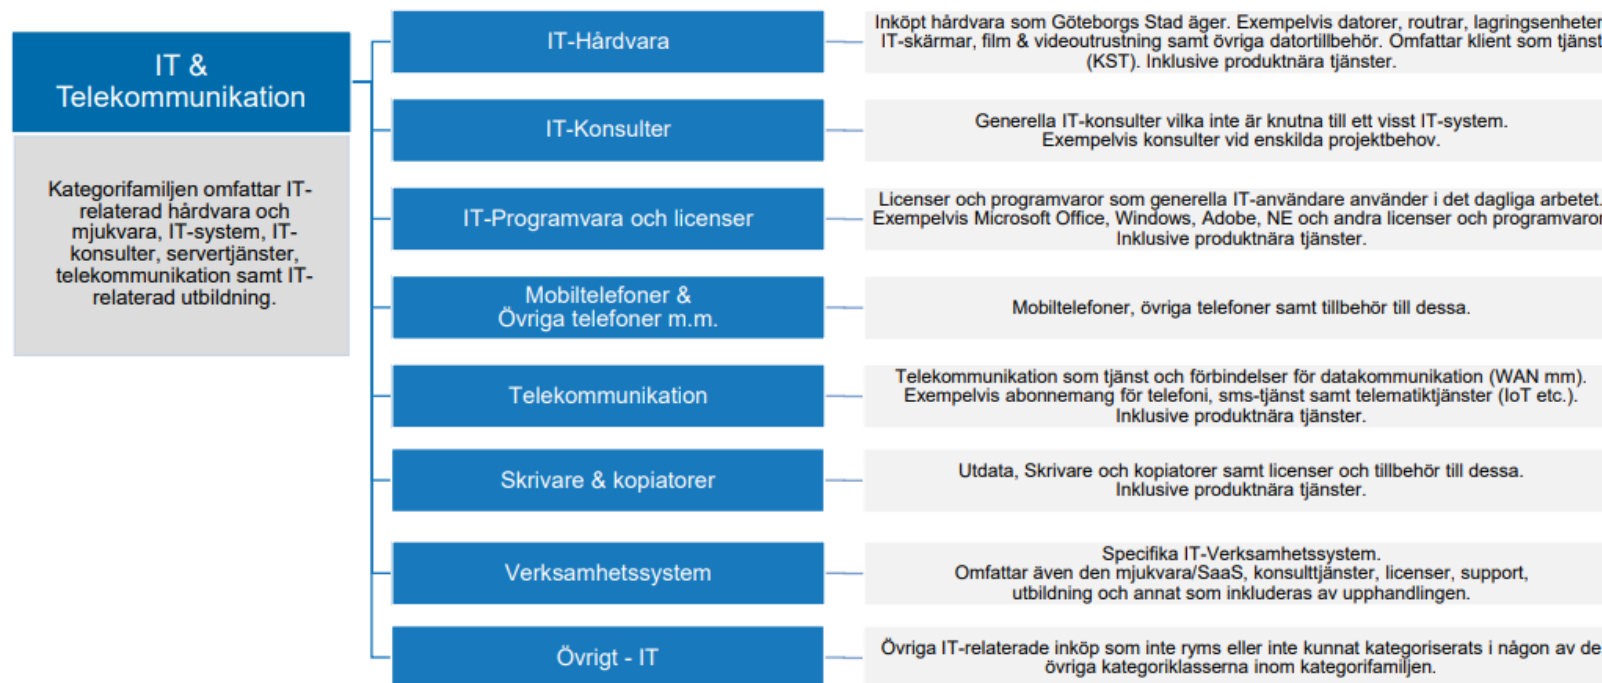 IT &
Telekommunikation
Kategorifamiljen omfattar IT-
relaterad hårdvara och
mjukvara, IT-system, IT-
konsulter, servertjänster,
telekommunikation samt IT-
relaterad utbildning.
IT-Hårdvara
Inköpt hårdvara som Göteborgs Stad äger. Exempelvis datorer, routrar, lagringsenheter
IT-skärmar, film & videoutrustning samt övriga datortillbehör. Omfattar klient som tjänst
(KST). Inklusive produktnära tjänster.
IT-Konsulter
Generella IT-konsulter vilka inte är knutna till ett visst IT-system.
Exempelvis konsulter vid enskilda projektbehov.
IT-Programvara och licenser
Licenser och programvaror som generella IT-användare använder i det dagliga arbetet.
Exempelvis Microsoft Office, Windows, Adobe, NE och andra licenser och programvaror
Inklusive produktnära tjänster.
Mobiltelefoner &
Övriga telefoner m.m.
Mobiltelefoner, övriga telefoner samt tillbehör till dessa.
Telekommunikation
Telekommunikation som tjänst och förbindelser för datakommunikation (WAN mm).
Exempelvis abonnemang för telefoni, sms-tjänst samt telematiktjänster (IoT etc.).
Inklusive produktnära tjänster.
Skrivare & kopiatorer
Utdata, Skrivare och kopiatorer samt licenser och tillbehör till dessa.
Inklusive produktnära tjänster.
Verksamhetssystem
Specifika IT-Verksamhetssystem.
Omfattar även den mjukvara/SaaS, konsulttjänster, licenser, support,
utbildning och annat som inkluderas av upphandlingen.
Övrigt - IT
Övriga IT-relaterade inköp som inte ryms eller inte kunnat kategoriserats i någon av de
övriga kategoriklasserna inom kategorifamiljen.